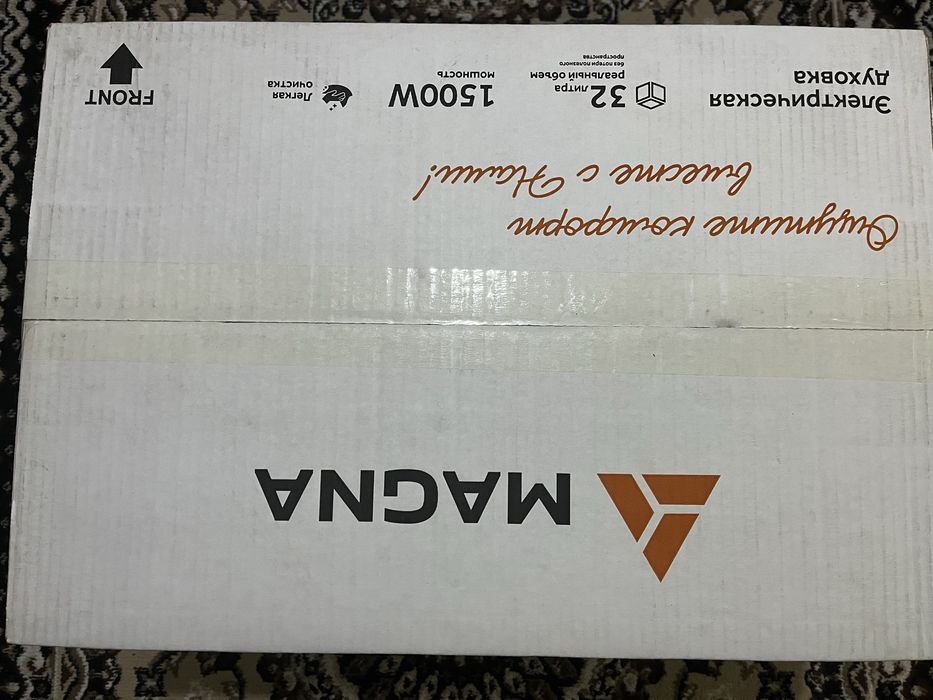 MAGNA
Ощутите комфорт
вместе с Нами!
Электрическая
духовка
32 литра
реальный объем
без потери полезного
пространства
1500W
мощность
Легкая
очистка
FRONT